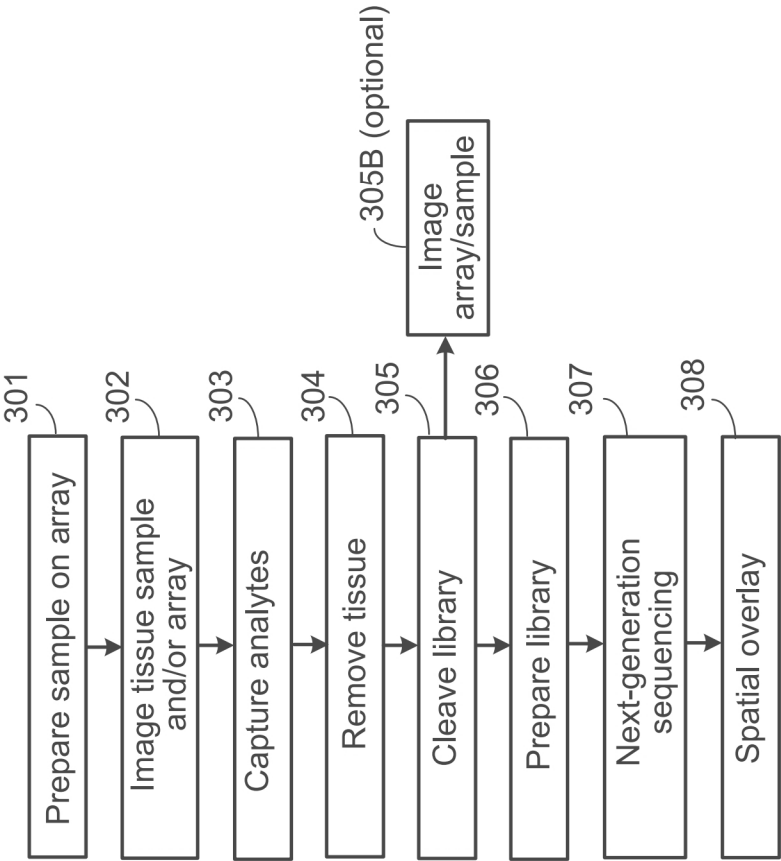 301
Prepare sample on array
302
Image tissue sample
and/or array
303
Capture analytes
304
Remove tissue
305
Cleave library
305B (optional)
Image
array/sample
306
Prepare library
307
Next-generation
sequencing
308
Spatial overlay